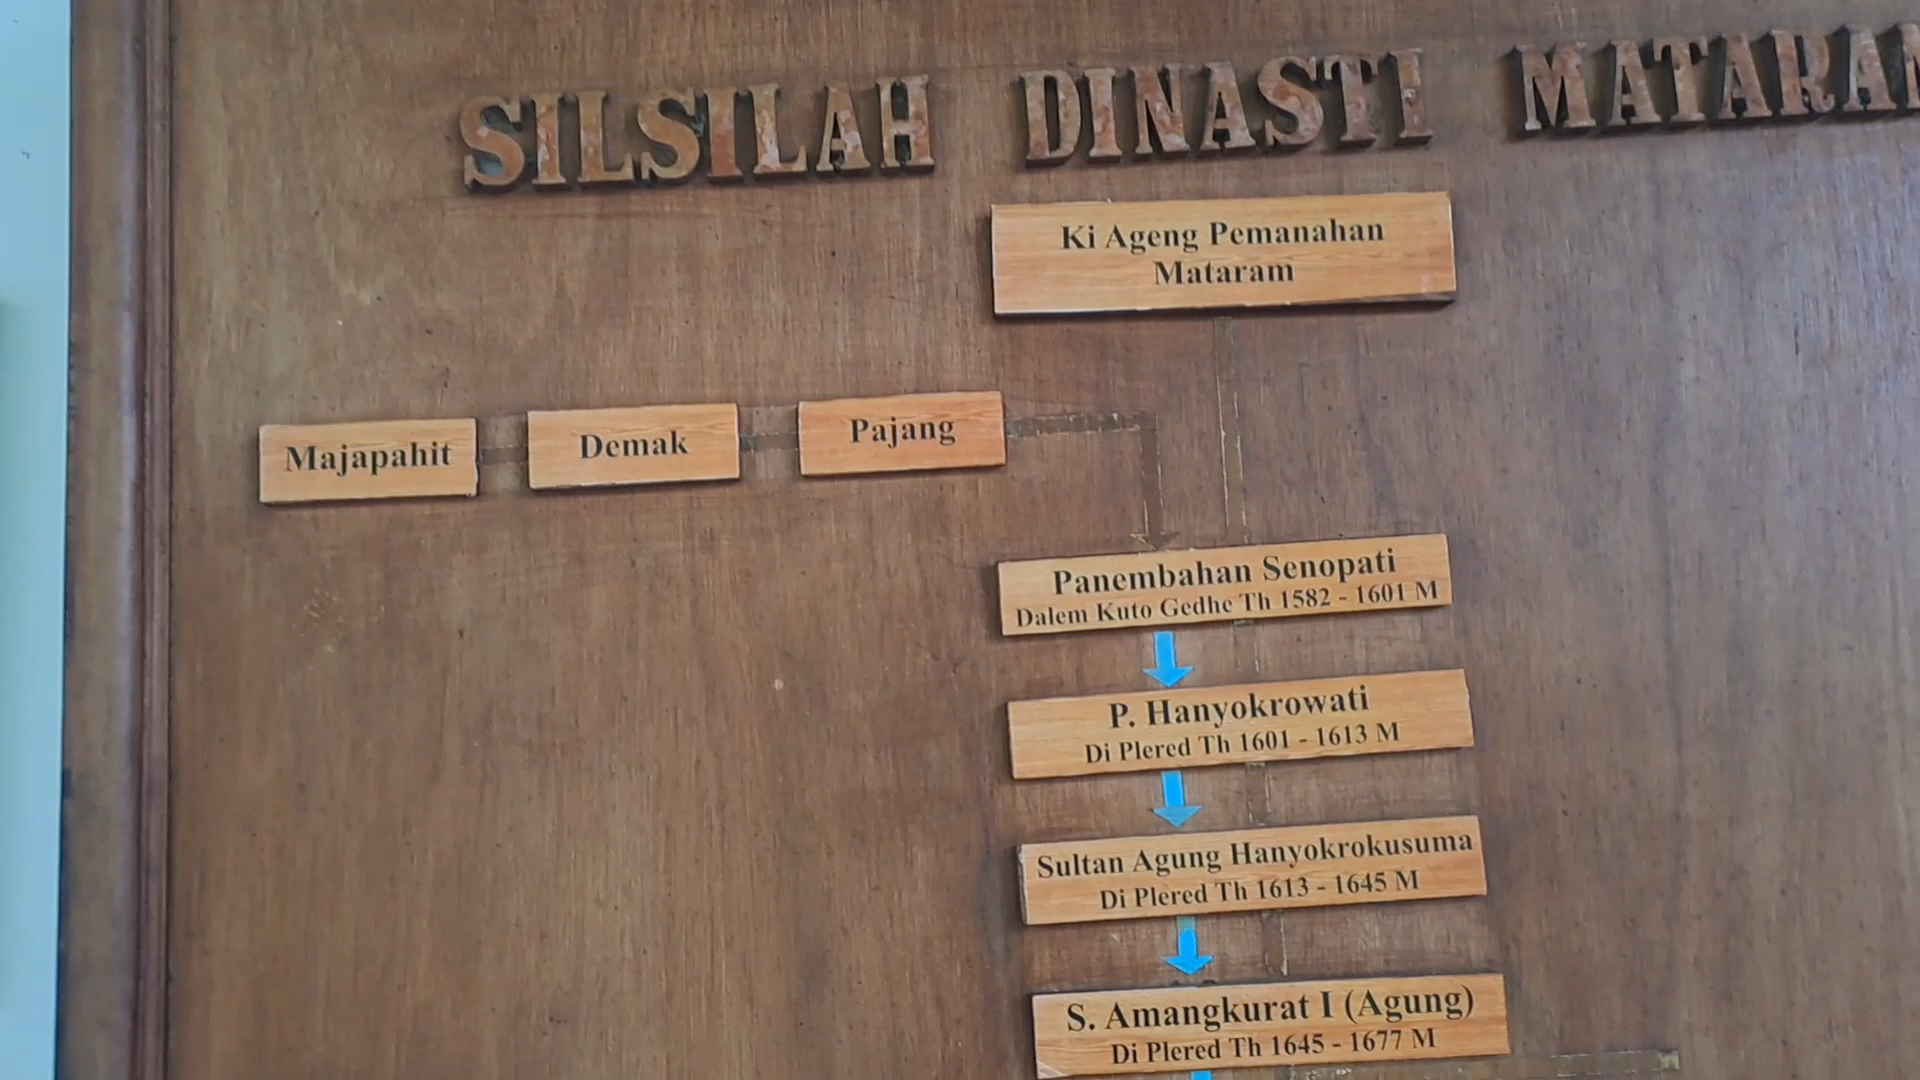 SILSILAH DINASTI MATARAM
Ki Ageng Pemanahan
Mataram
Majapahit
Demak
Pajang
Panembahan Senopati
Dalem Kuto Gedhe Th 1582 - 1601 M
P. Hanyokrowati
Di Plered Th 1601 - 1613 M
Sultan Agung Hanyokrokusuma
Di Plered Th 1613 - 1645 M
S. Amangkurat I (Agung)
Di Plered Th 1645 - 1677 M